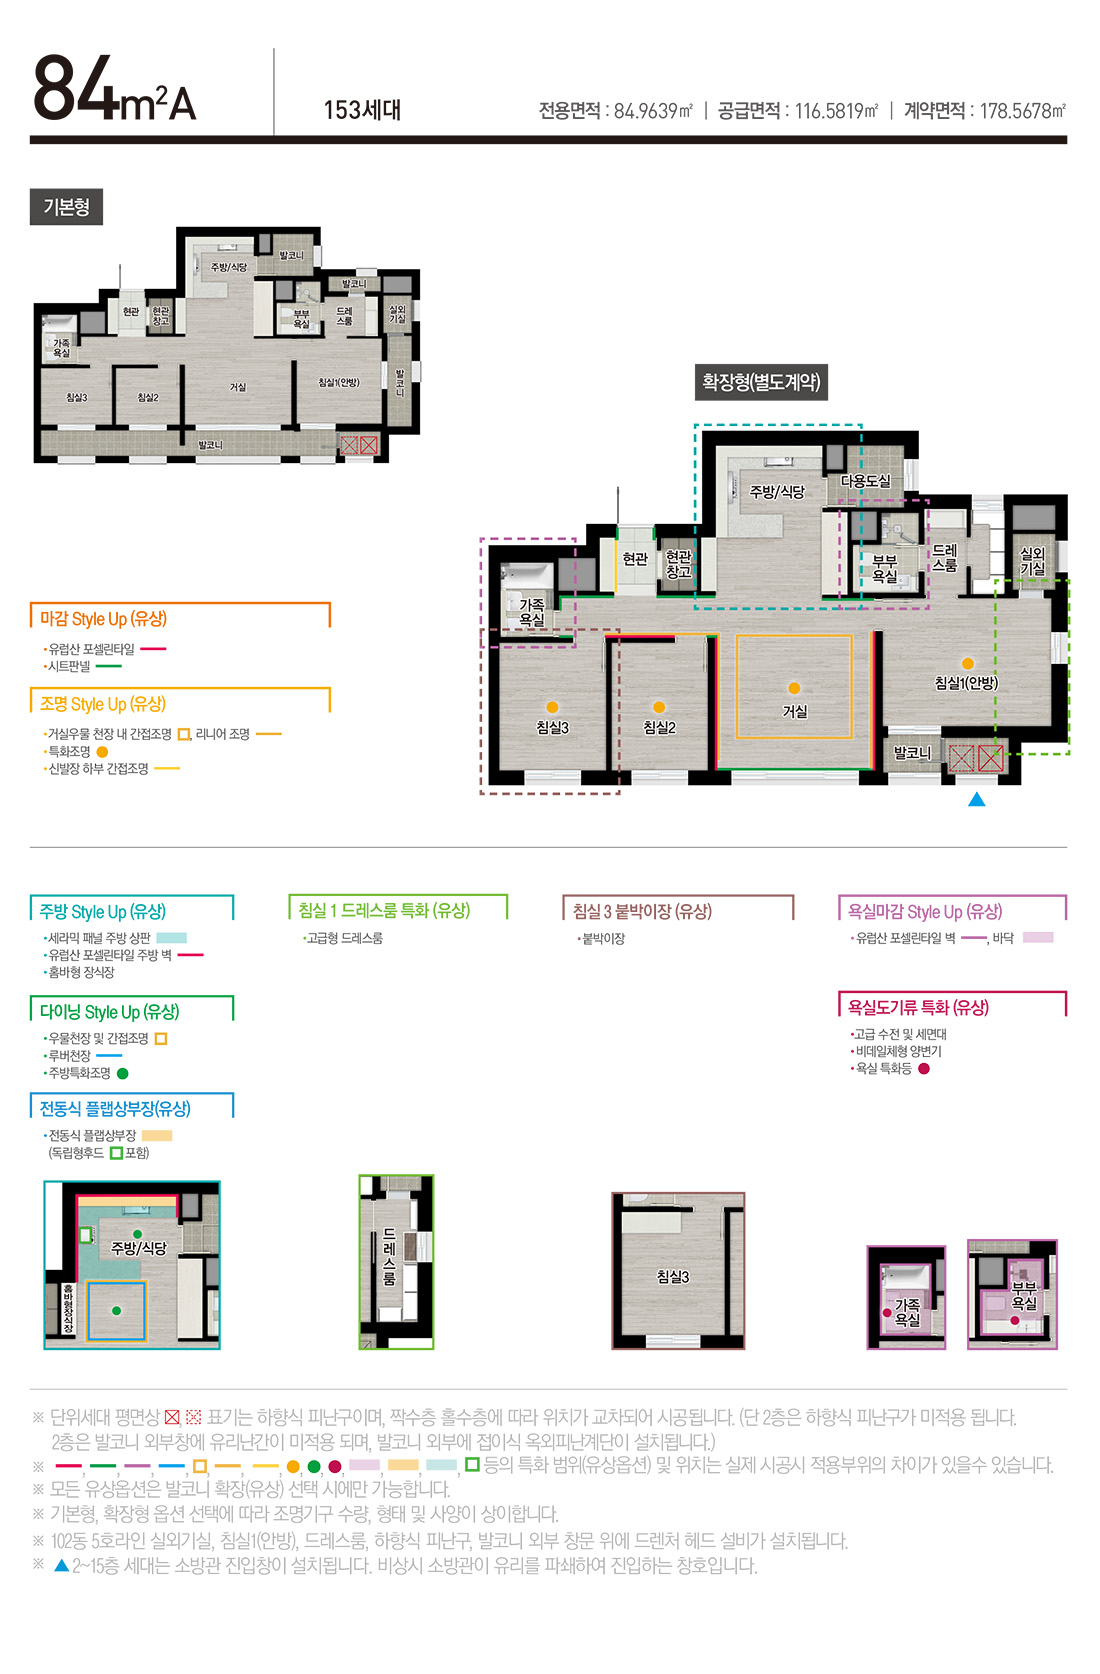 84m²A
153세대
전용면적 : 84.9639㎡ | 공급면적 : 116.5819㎡ | 계약면적 : 178.5678㎡
기본형
주방/식당
발코니
발코니
현관
현관
창고
부부
욕실
드레
스룸
실외
기실
가족
욕실
침실3
침실2
거실
침실1(안방)
발코니
발코니
확장형(별도계약)
주방/식당
다용도실
현관
현관
창고
부부
욕실
드레
스룸
실외
기실
가족
욕실
침실3
침실2
거실
침실1(안방)
발코니
마감 Style Up (유상)
•유럽산 포셀린타일
•시트판넬
조명 Style Up (유상)
•거실우물 천장 내 간접조명 , 리니어 조명
•특화조명
•신발장 하부 간접조명
주방 Style Up (유상)
•세라믹 패널 주방 상판
•유럽산 포셀린타일 주방 벽
•홈바형 장식장
다이닝 Style Up (유상)
•우물천장 및 간접조명
•루버천장
•주방특화조명
전동식 플랩상부장(유상)
•전동식 플랩상부장
(독립형후드 포함)
주방/식당
홈바형장식장
침실 1 드레스룸 특화 (유상)
•고급형 드레스룸
드레스룸
침실 3 붙박이장 (유상)
•붙박이장
침실3
욕실마감 Style Up (유상)
•유럽산 포셀린타일 벽 , 바닥
욕실도기류 특화 (유상)
•고급 수전 및 세면대
•비데일체형 양변기
•욕실 특화등
가족
욕실
부부
욕실
※ 단위세대 평면상 , 표기는 하향식 피난구이며, 짝수층 홀수층에 따라 위치가 교차되어 시공됩니다. (단 2층은 하향식 피난구가 미적용 됩니다.
2층은 발코니 외부창에 유리난간이 미적용 되며, 발코니 외부에 접이식 옥외피난계단이 설치됩니다.)
※ , , , , , , , , , , , , , 등의 특화 범위(유상옵션) 및 위치는 실제 시공시 적용부위의 차이가 있을수 있습니다.
※ 모든 유상옵션은 발코니 확장(유상) 선택 시에만 가능합니다.
※ 기본형, 확장형 옵션 선택에 따라 조명기구 수량, 형태 및 사양이 상이합니다.
※ 102동 5호라인 실외기실, 침실1(안방), 드레스룸, 하향식 피난구, 발코니 외부 창문 위에 드렌처 헤드 설비가 설치됩니다.
※ ▲2~15층 세대는 소방관 진입창이 설치됩니다. 비상시 소방관이 유리를 파쇄하여 진입하는 창호입니다.